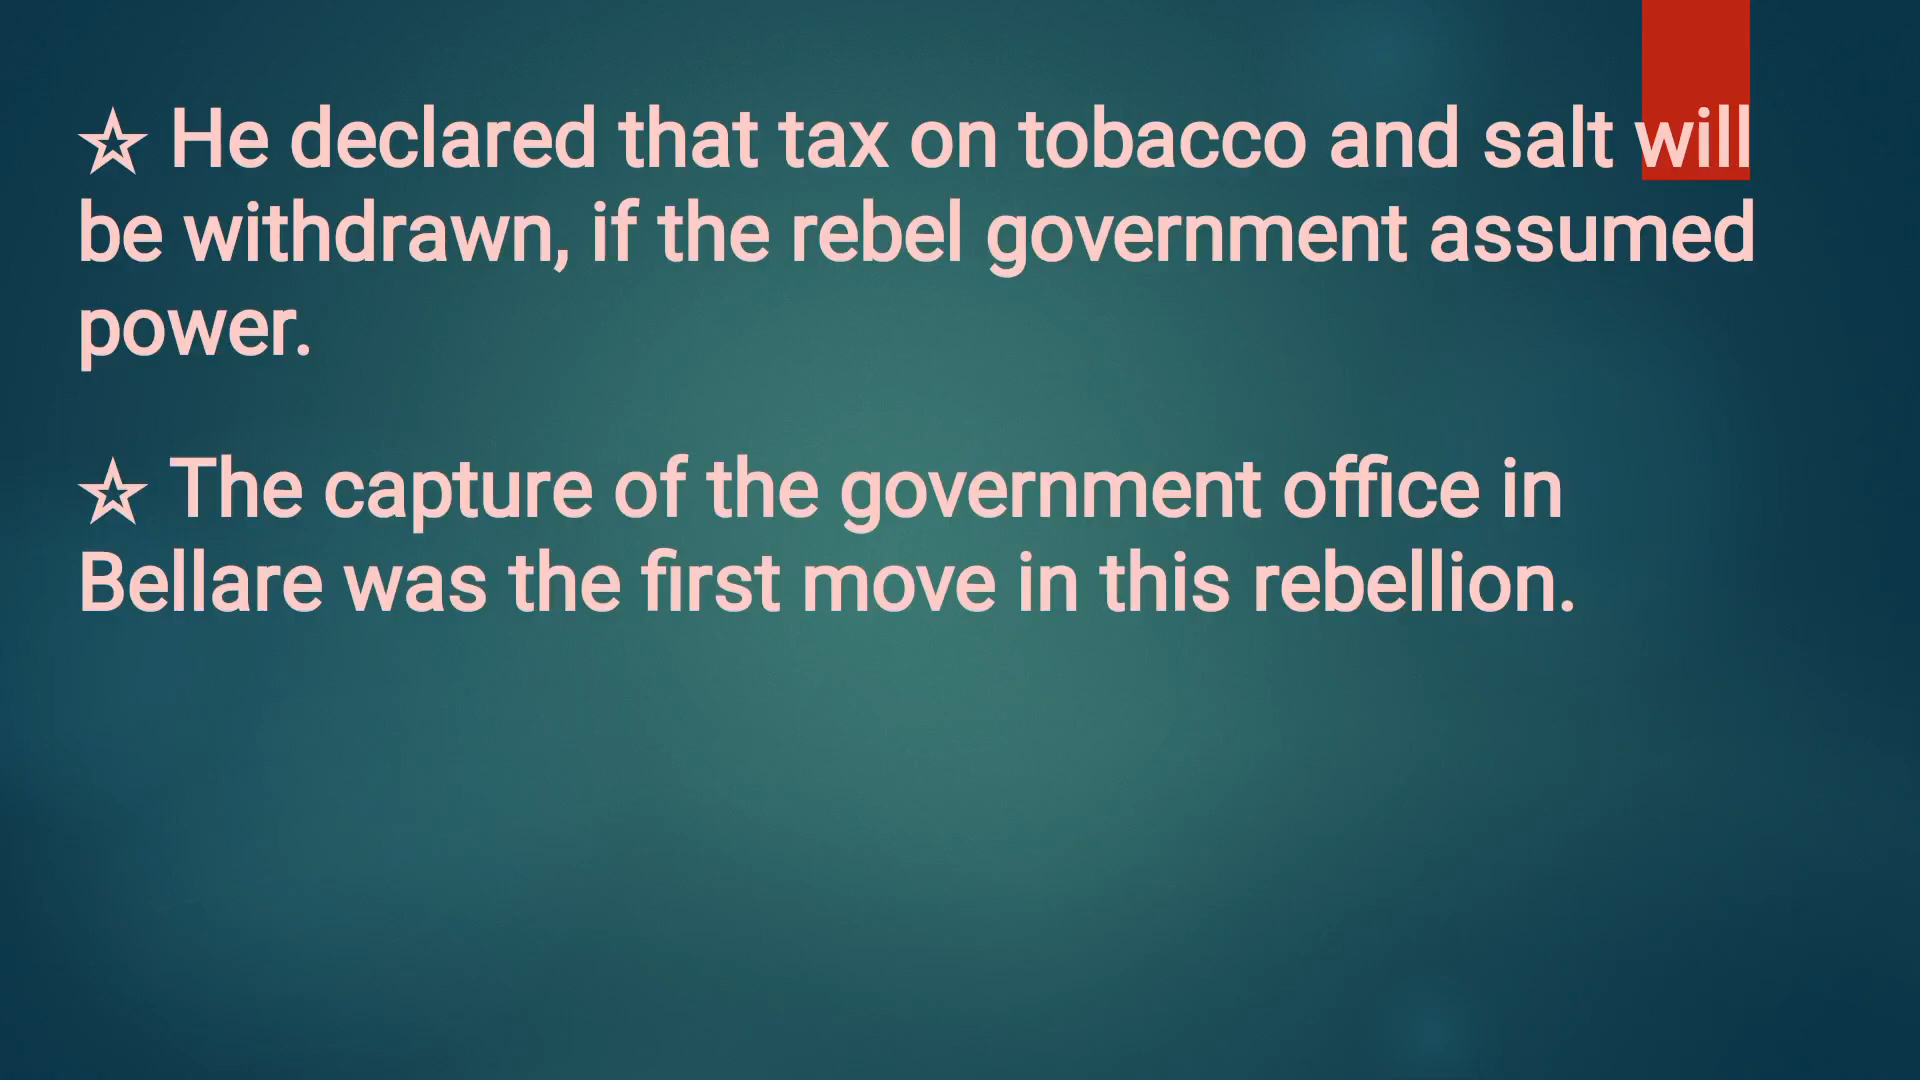 ☆ He declared that tax on tobacco and salt will
be withdrawn, if the rebel government assumed
power.
☆ The capture of the government office in
Bellare was the first move in this rebellion.